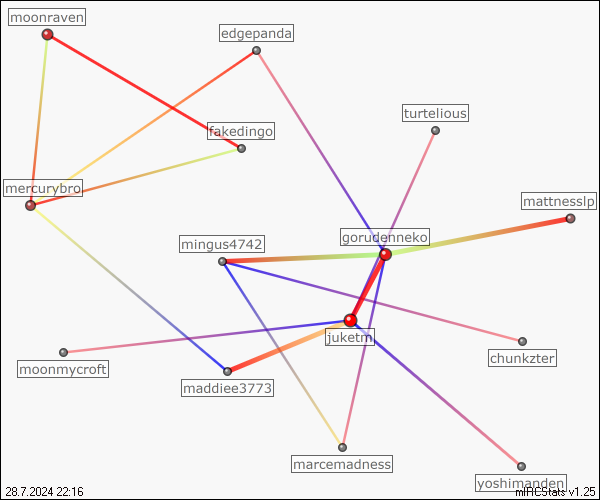 moonraven
edgepanda
turtelious
fakedingo
mercurybro
mattnesslp
gorudenneko
mingus4742
juketm
chunkzter
moonmycroft
maddiee3773
marcemadness
yoshimanden
28.7.2024 22:16
mIRCStats v1.25